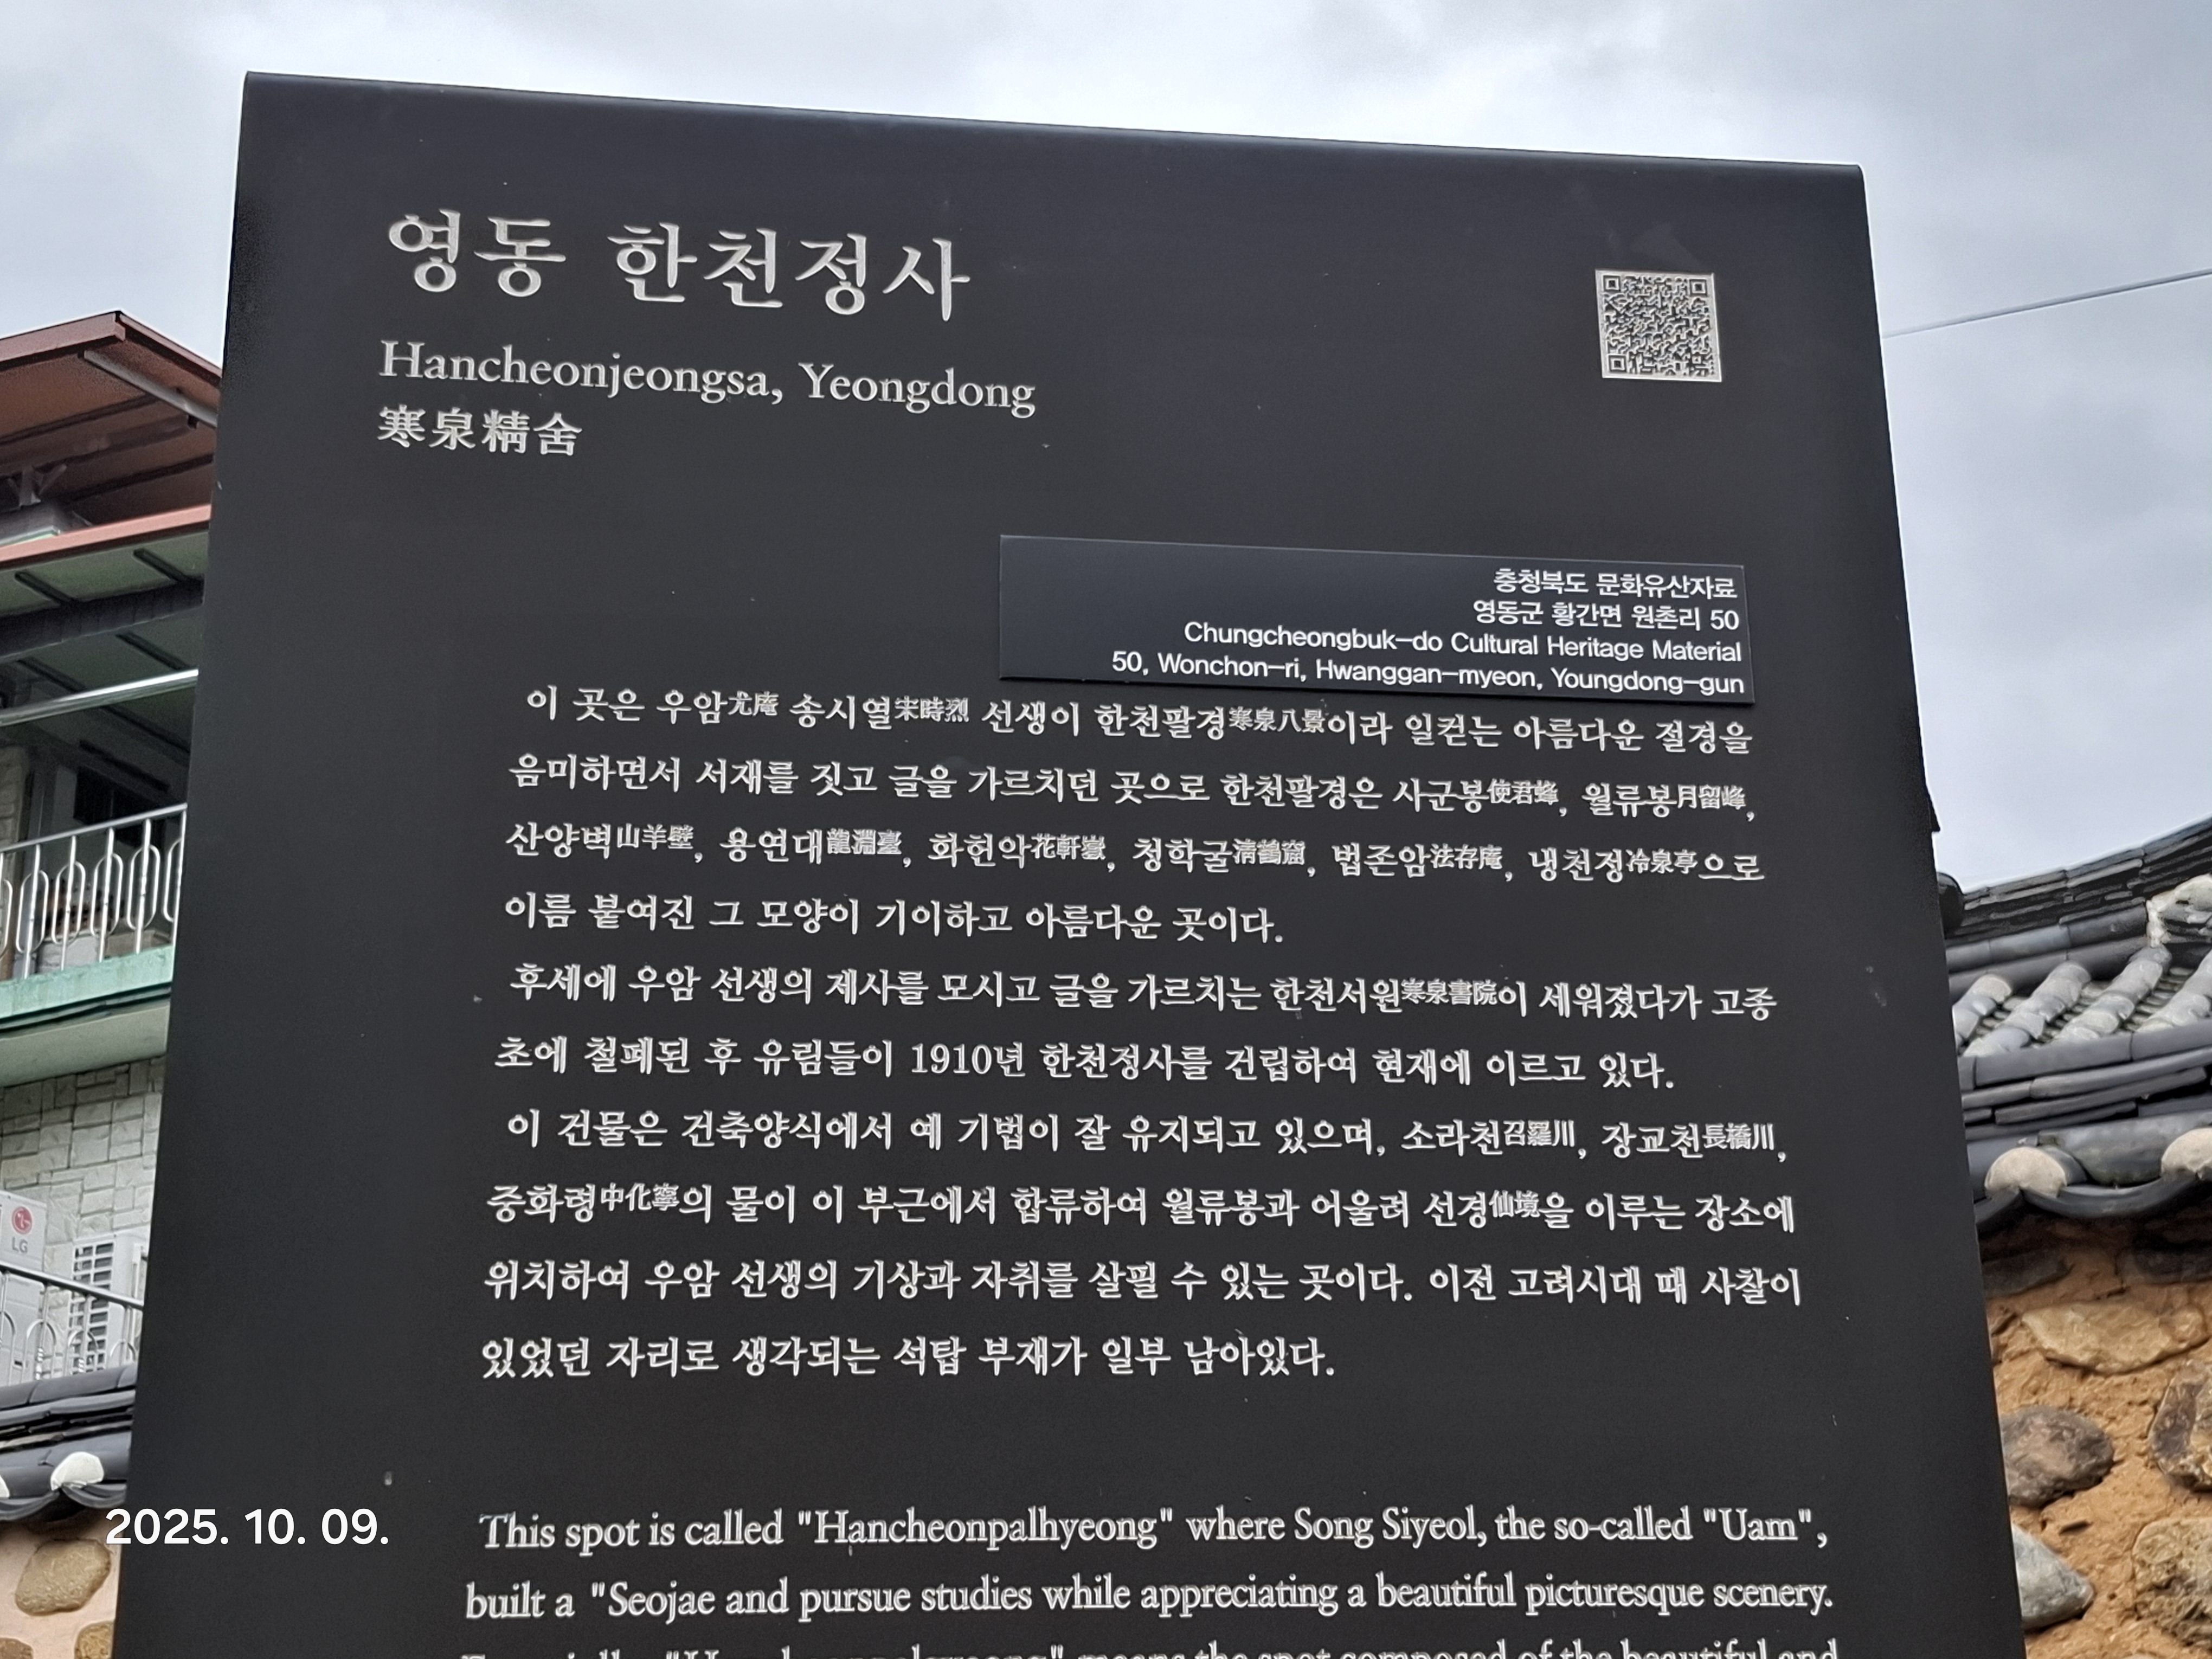 영동 한천정사
Hancheonjeongsa, Yeongdong
寒泉精舍
충청북도 문화유산자료
영동군 황간면 원촌리 50
Chungcheongbuk-do Cultural Heritage Material
50, Wonchon-ri, Hwanggan-myeon, Youngdong-gun
이 곳은 우암尤庵 송시열宋時烈 선생이 한천팔경寒泉八景이라 일컫는 아름다운 절경을
음미하면서 서재를 짓고 글을 가르치던 곳으로 한천팔경은 사군봉使君峰, 월류봉月留峰,
산양벽山羊壁, 용연대龍淵臺, 화헌악花軒嶽, 청학굴淸鶴窟, 법존암法存庵, 냉천정冷泉亭으로
이름 붙여진 그 모양이 기이하고 아름다운 곳이다.
후세에 우암 선생의 제사를 모시고 글을 가르치는 한천서원寒泉書院이 세워졌다가 고종
초에 철폐된 후 유림들이 1910년 한천정사를 건립하여 현재에 이르고 있다.
이 건물은 건축양식에서 예 기법이 잘 유지되고 있으며, 소라천召羅川, 장교천長橋川,
중화령中化寧의 물이 이 부근에서 합류하여 월류봉과 어울려 선경仙境을 이루는 장소에
위치하여 우암 선생의 기상과 자취를 살필 수 있는 곳이다. 이전 고려시대 때 사찰이
있었던 자리로 생각되는 석탑 부재가 일부 남아있다.
This spot is called "Hancheonpalhyeong" where Song Siyeol, the so-called "Uam",
built a "Seojae and pursue studies while appreciating a beautiful picturesque scenery.
means the spot composed of the beautiful and
LG
2025. 10. 09.